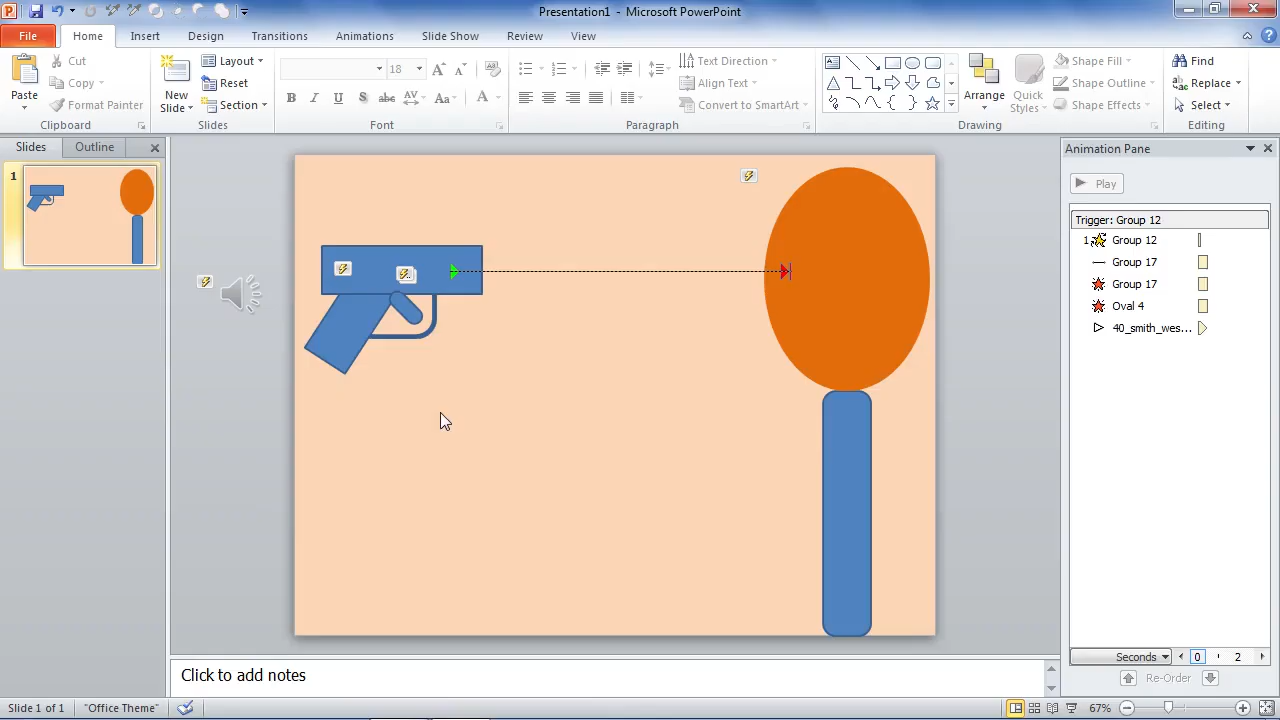 Presentation1 - Microsoft PowerPoint
File Home Insert Design Transitions Animations Slide Show Review View
Paste
Cut
Copy
Format Painter
Clipboard
New Slide
Layout
Reset
Section
Slides
18
B I U S abc AV Aa A
Font
Text Direction
Align Text
Convert to SmartArt
Paragraph
Arrange
Quick Styles
Shape Fill
Shape Outline
Shape Effects
Drawing
Find
Replace
Select
Editing
Slides Outline
1
Animation Pane
Play
Trigger: Group 12
1 Group 12
Group 17
Group 17
Oval 4
40_smith_wes...
Seconds 0 2
Re-Order
Click to add notes
Slide 1 of 1 "Office Theme" 67%